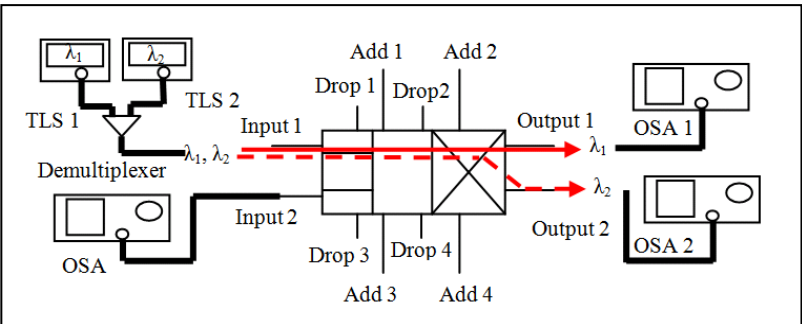 λ1
λ2
TLS 1
TLS 2
Demultiplexer
λ1, λ2
OSA
Input 1
Input 2
Add 1
Add 2
Drop 1
Drop2
Drop 3
Drop 4
Add 3
Add 4
Output 1
λ1
OSA 1
λ2
Output 2
OSA 2